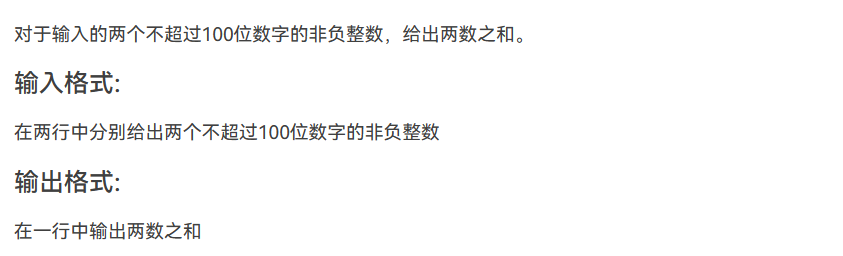 对于输入的两个不超过100位数字的非负整数，给出两数之和。
输入格式:
在两行中分别给出两个不超过100位数字的非负整数
输出格式:
在一行中输出两数之和